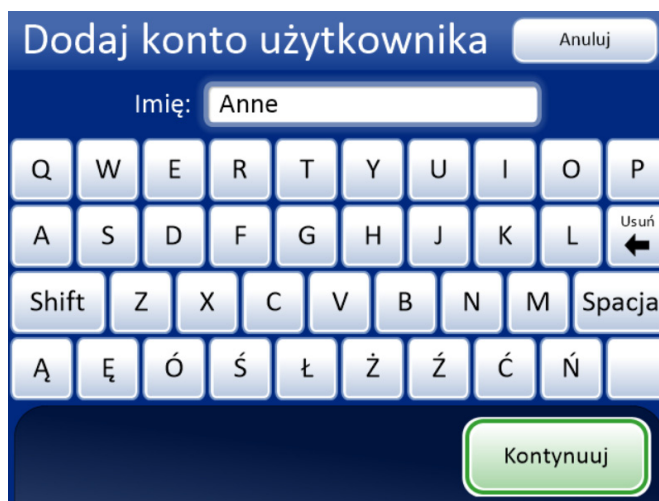 Dodaj konto użytkownika Anuluj
Imię: Anne
Q W E R T Y U I O P
A S D F G H J K L Usuń
Shift Z X C V B N M Spacja
Ą Ę Ó Ś Ł Ż Ź Ć Ń
Kontynuuj